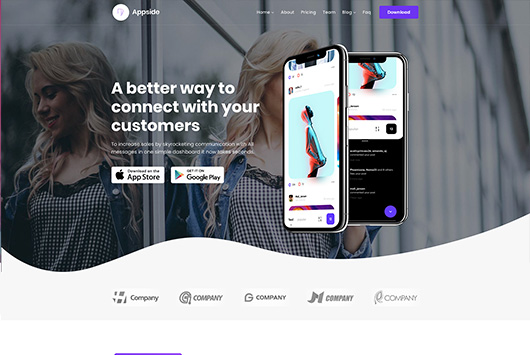 Appside
Home About Pricing Team Blog Faq
Download
A better way to
connect with your
customers
To increase sales by skyrocketing communication with All
messages in one simple dashboard it now takes seconds.
Download on the
App Store
GET IT ON
Google Play
Company
COMPANY
COMPANY
COMPANY
COMPANY